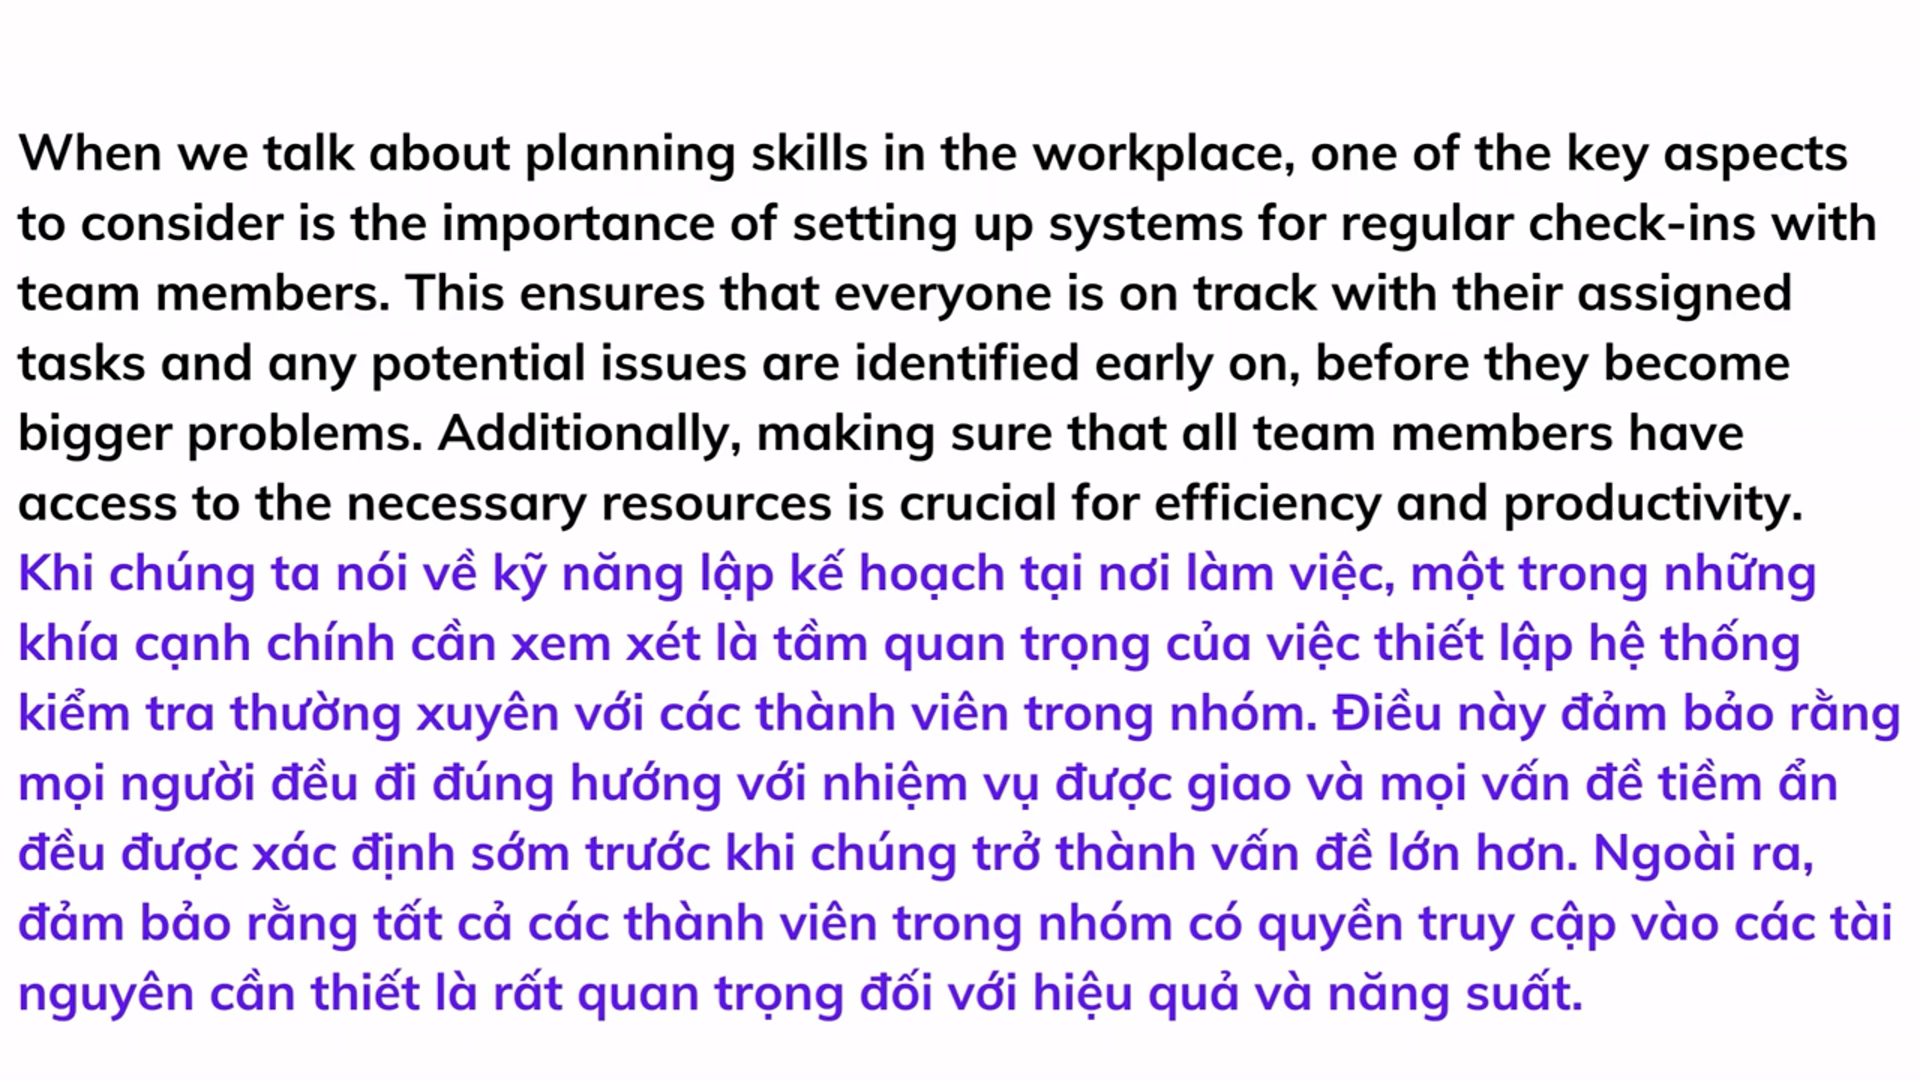 When we talk about planning skills in the workplace, one of the key aspects
to consider is the importance of setting up systems for regular check-ins with
team members. This ensures that everyone is on track with their assigned
tasks and any potential issues are identified early on, before they become
bigger problems. Additionally, making sure that all team members have
access to the necessary resources is crucial for efficiency and productivity.
Khi chúng ta nói về kỹ năng lập kế hoạch tại nơi làm việc, một trong những
khía cạnh chính cần xem xét là tầm quan trọng của việc thiết lập hệ thống
kiểm tra thường xuyên với các thành viên trong nhóm. Điều này đảm bảo rằng
mọi người đều đi đúng hướng với nhiệm vụ được giao và mọi vấn đề tiềm ẩn
đều được xác định sớm trước khi chúng trở thành vấn đề lớn hơn. Ngoài ra,
đảm bảo rằng tất cả các thành viên trong nhóm có quyền truy cập vào các tài
nguyên cần thiết là rất quan trọng đối với hiệu quả và năng suất.